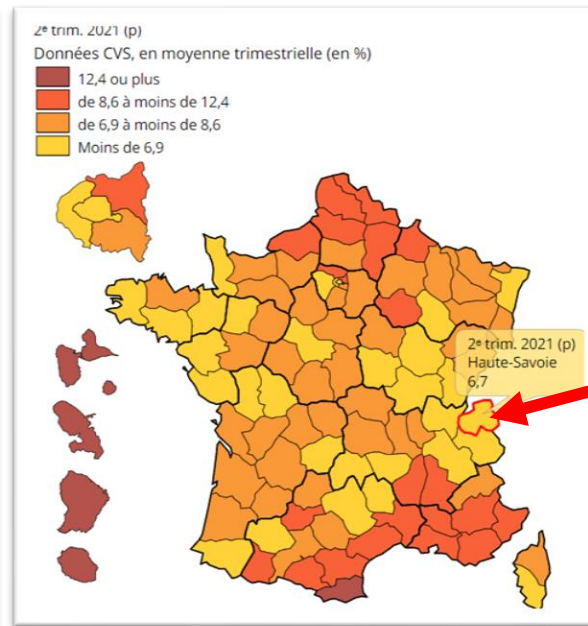 2e trim. 2021 (p)
Données CVS, en moyenne trimestrielle (en %)
12,4 ou plus
de 8,6 à moins de 12,4
de 6,9 à moins de 8,6
Moins de 6,9
2e trim. 2021 (p)
Haute-Savoie
6,7